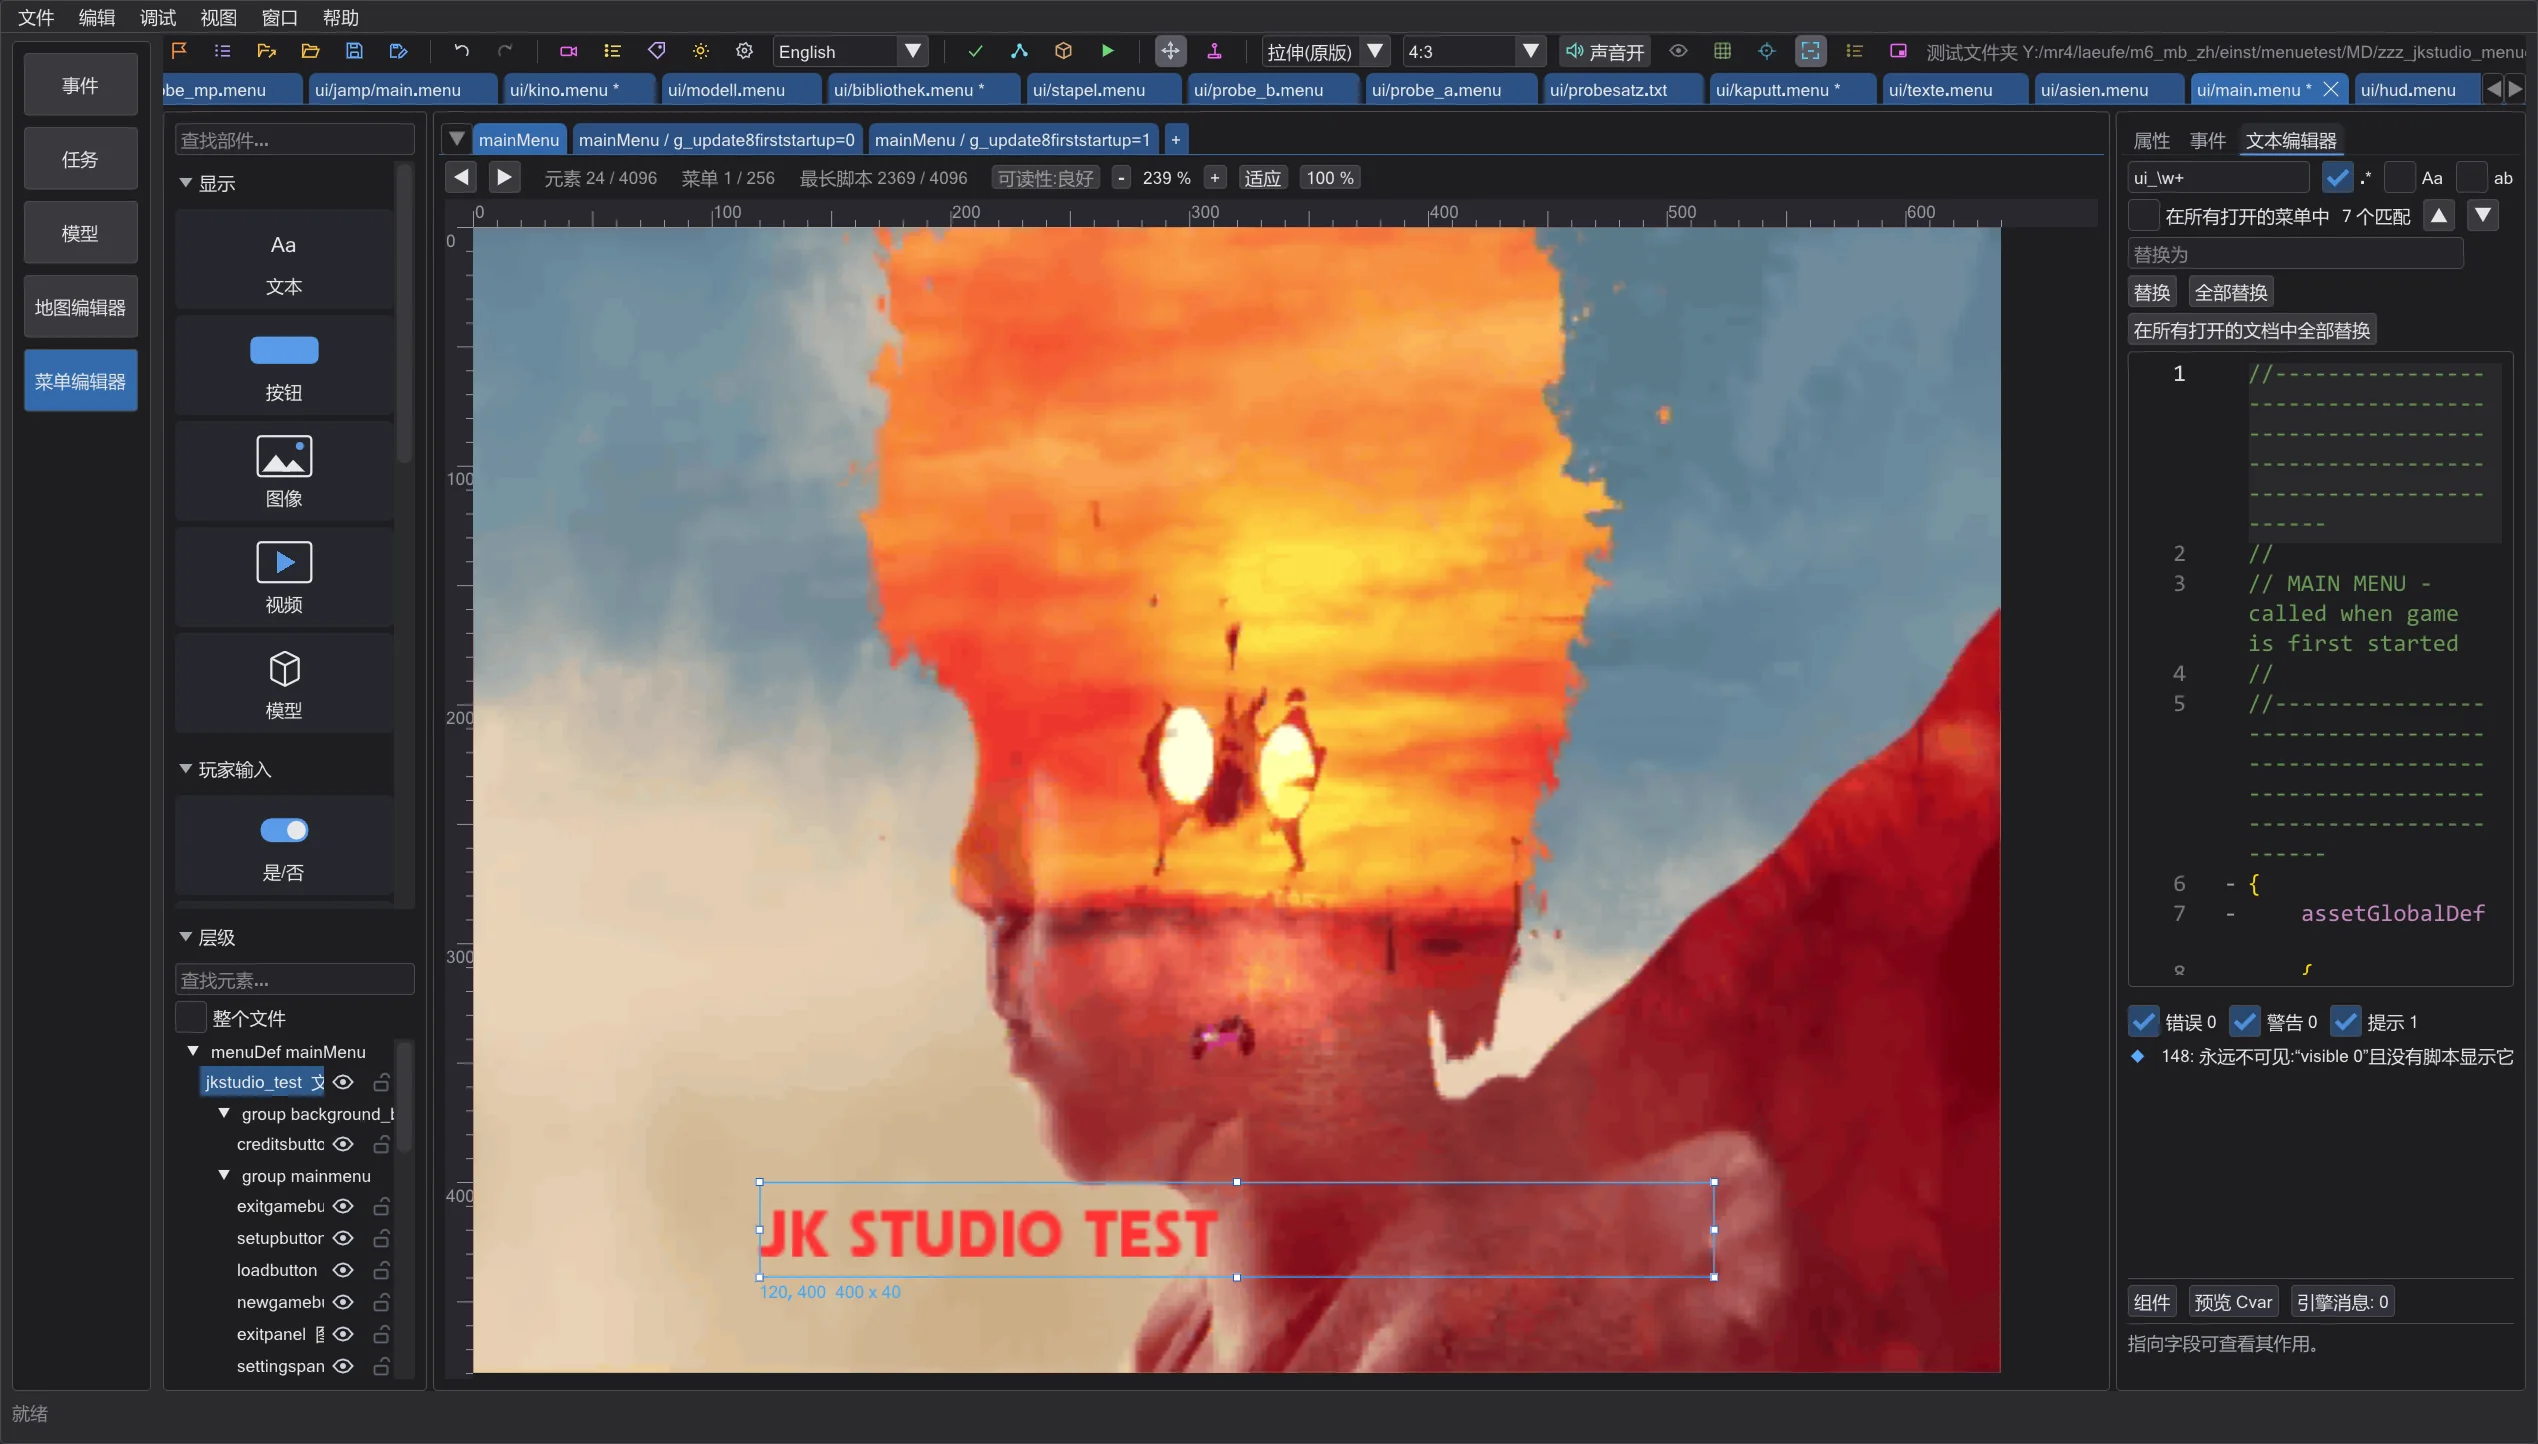 文件 编辑 调试 视图 窗口 帮助
English 拉伸(原版) 4:3 声音开 测试文件夹 Y:/mr4/laeufe/m6_mb_zh/einst/menuetest/MD/zzz_jkstudio_menu
事件
任务
模型
地图编辑器
菜单编辑器
be_mp.menu ui/jamp/main.menu ui/kino.menu * ui/modell.menu ui/bibliothek.menu * ui/stapel.menu ui/probe_b.menu ui/probe_a.menu ui/probesatz.txt ui/kaputt.menu * ui/texte.menu ui/asien.menu ui/main.menu * ui/hud.menu
查找部件...
显示
Aa
文本
按钮
图像
视频
模型
玩家输入
是/否
层级
查找元素...
整个文件
menuDef mainMenu
jkstudio_test
group background_
creditsbutto
group mainmenu
exitgamebu
setupbutton
loadbutton
newgamebu
exitpanel
settingspan
mainMenu mainMenu / g_update8firststartup=0 mainMenu / g_update8firststartup=1 +
元素 24 / 4096 菜单 1 / 256 最长脚本 2369 / 4096 可读性:良好 - 239 % + 适应 100 %
0 100 200 300 400 500 600
0
100
200
300
400
JK STUDIO TEST
120, 400 400 x 40
属性 事件 文本编辑器
ui_\w+ .* Aa ab
在所有打开的菜单中 7 个匹配
替换为
替换 全部替换
在所有打开的文档中全部替换
1 //----------------
------------------
------------------
------------------
------------------
------
2 //
3 // MAIN MENU -
called when game
is first started
4 //
5 //----------------
------------------
------------------
------------------
------------------
------
6 - {
7 - assetGlobalDef
8 {
错误 0 警告 0 提示 1
148: 永远不可见:“visible 0”且没有脚本显示它
组件 预览 Cvar 引擎消息: 0
指向字段可查看其作用。
就绪